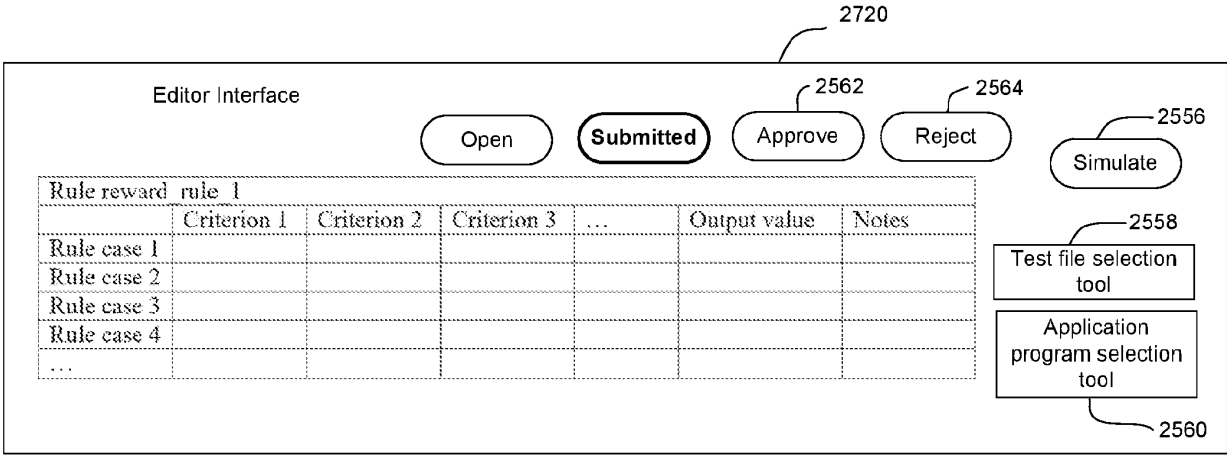 2720
Editor Interface
2562
2564
2556
Open
Submitted
Approve
Reject
Simulate
Rule reward_rule_1
Criterion 1 Criterion 2 Criterion 3 ... Output value Notes
Rule case 1
Rule case 2
Rule case 3
Rule case 4
...
2558
Test file selection
tool
Application
program selection
tool
2560